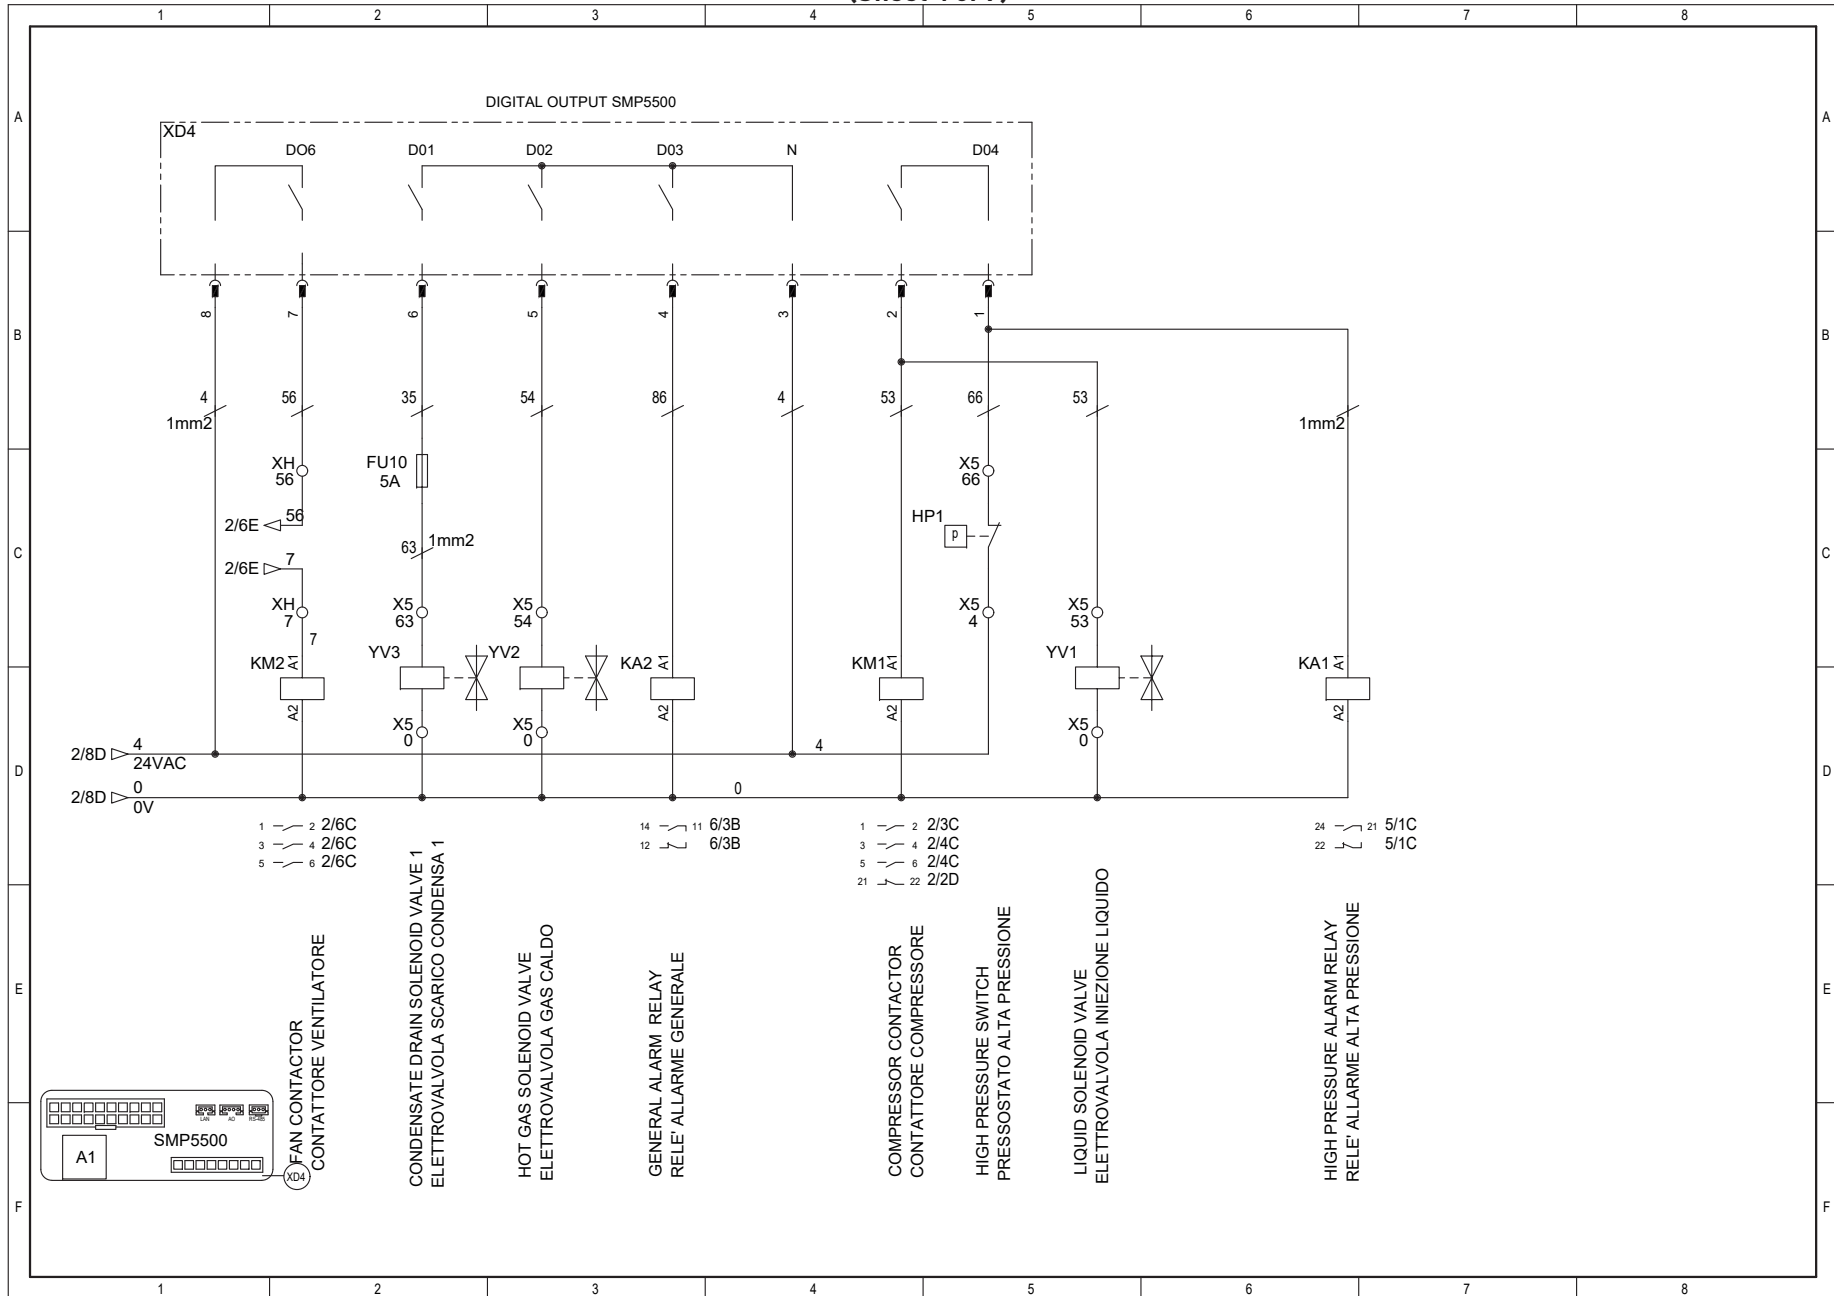 1 2 3 4 5 6 7 8
A A
DIGITAL OUTPUT SMP5500
XD4
DO6 D01 D02 D03 N D04
8 7 6 5 4 3 2 1
B B
4 56 35 54 86 4 53 66 53
1mm2 1mm2
XH FU10 X5
56 5A 66
2/6E 56 HP1
P
63 1mm2
C C
2/6E 7
XH X5 X5 X5 X5
7 63 54 4 53
7
KM2 A1 YV3 YV2 KA2 A1 KM1 A1 YV1 KA1 A1
A2 A2 A2 A2
X5 X5 X5
0 0 0
2/8D 4 4
24VAC
D D
2/8D 0 0
0V
1 2 2/6C 14 11 6/3B 1 2 2/3C 24 21 5/1C
3 4 2/6C 12 6/3B 3 4 2/4C 22 5/1C
5 6 2/6C 5 6 2/4C
21 22 2/2D
E E
FAN CONTACTOR
CONTATTORE VENTILATORE
CONDENSATE DRAIN SOLENOID VALVE 1
ELETTROVALVOLA SCARICO CONDENSA 1
HOT GAS SOLENOID VALVE
ELETTROVALVOLA GAS CALDO
GENERAL ALARM RELAY
RELE' ALLARME GENERALE
COMPRESSOR CONTACTOR
CONTATTORE COMPRESSORE
HIGH PRESSURE SWITCH
PRESSOSTATO ALTA PRESSIONE
LIQUID SOLENOID VALVE
ELETTROVALVOLA INIEZIONE LIQUIDO
HIGH PRESSURE ALARM RELAY
RELE' ALLARME ALTA PRESSIONE
LAN AO RS-485
SMP5500
A1
XD4
F F
1 2 3 4 5 6 7 8